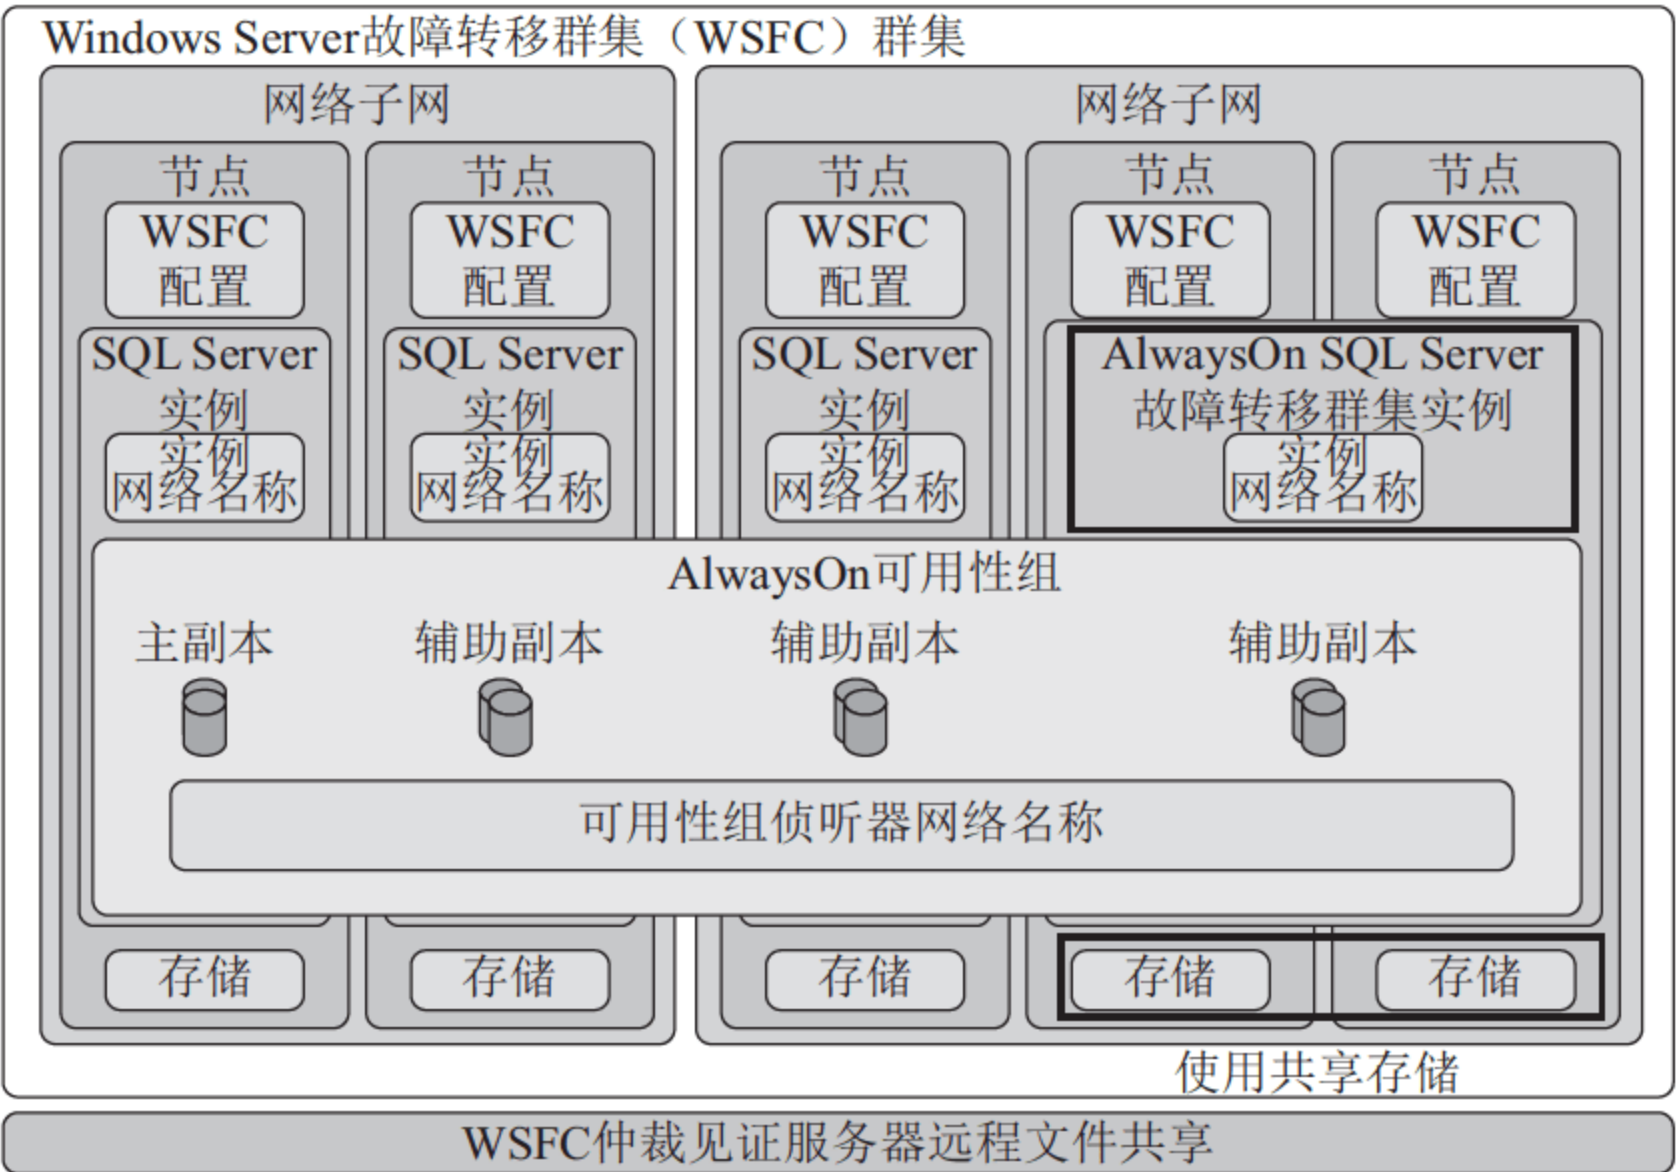 Windows Server故障转移群集（WSFC）群集
网络子网
网络子网
节点
节点
节点
节点
节点
WSFC
配置
WSFC
配置
WSFC
配置
WSFC
配置
WSFC
配置
SQL Server
实例
实例
网络名称
SQL Server
实例
实例
网络名称
SQL Server
实例
实例
网络名称
AlwaysOn SQL Server
故障转移群集实例
实例
网络名称
AlwaysOn可用性组
主副本
辅助副本
辅助副本
辅助副本
可用性组侦听器网络名称
存储
存储
存储
存储
存储
使用共享存储
WSFC仲裁见证服务器远程文件共享